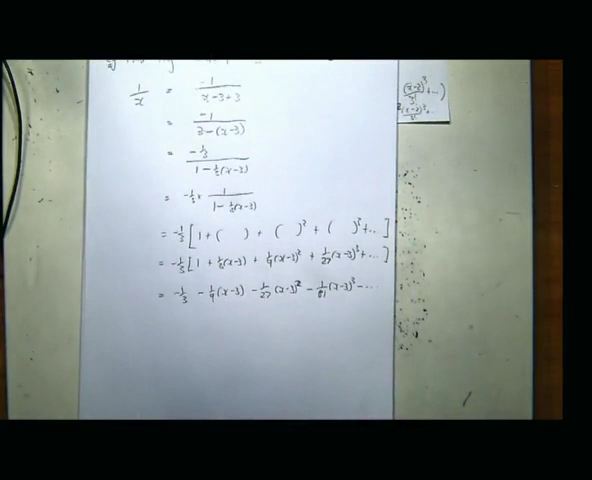 1/x = -1/(x-3+3)
= -1/(3-(x-3))
= (-1/3)/(1-1/3(x-3))
= -1/3 × 1/(1-1/3(x-3))
= -1/3 [1 + ( ) + ( )² + ( )³ + ... ]
= -1/3 [1 + 1/3(x-3) + 1/9(x-3)² + 1/27(x-3)³ + ... ]
= -1/3 - 1/9(x-3) - 1/27(x-3)² - 1/81(x-3)³ - ...